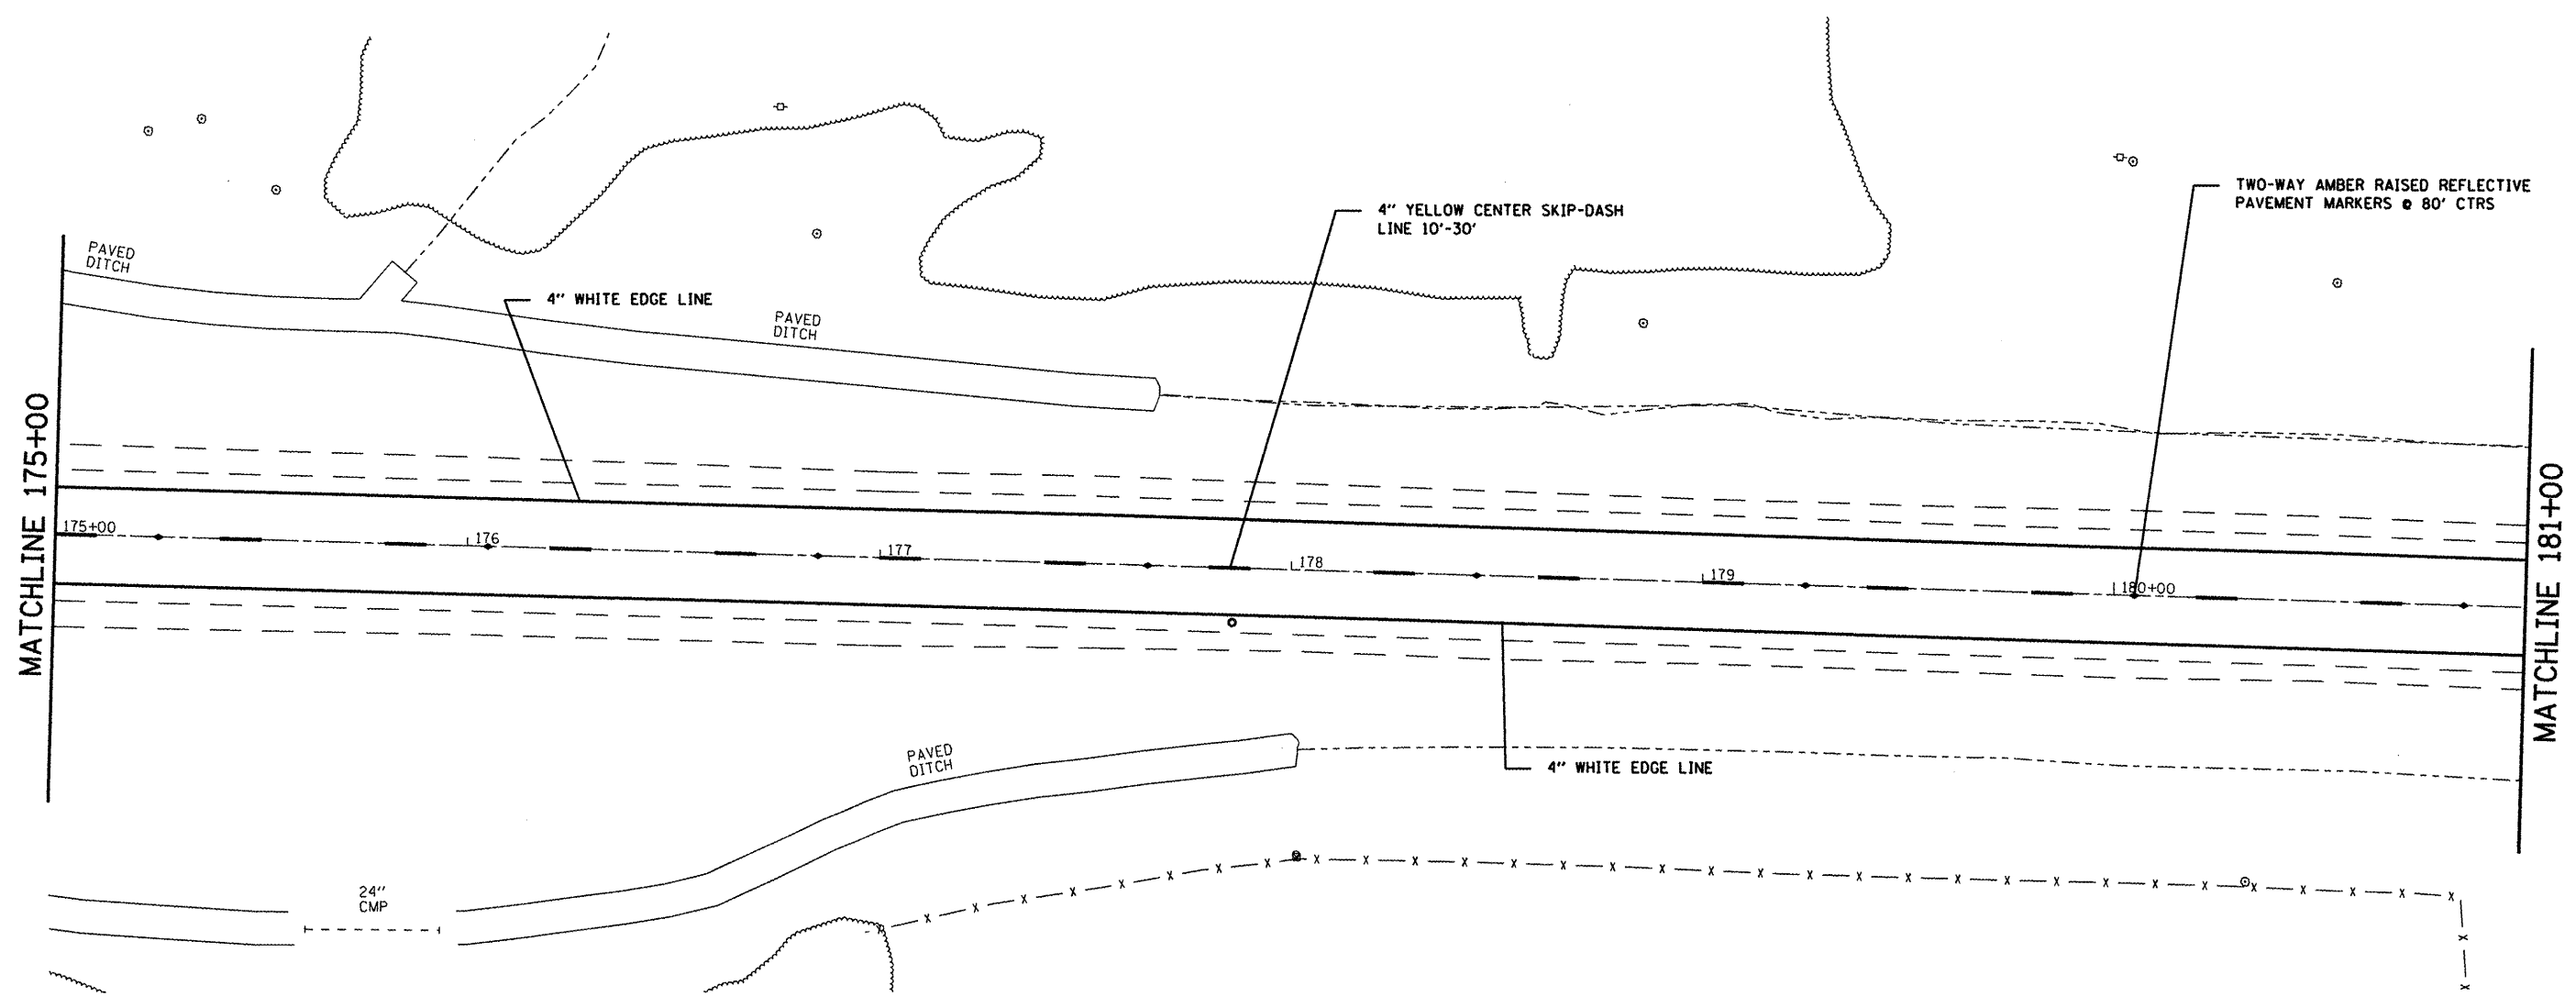 TWO-WAY AMBER RAISED REFLECTIVE
PAVEMENT MARKERS @ 80' CTRS
4" YELLOW CENTER SKIP-DASH
LINE 10'-30'
PAVED
DITCH
4" WHITE EDGE LINE
PAVED
DITCH
MATCHLINE 175+00
MATCHLINE 181+00
175+00
176
177
178
179
180+00
PAVED
DITCH
4" WHITE EDGE LINE
24"
CMP